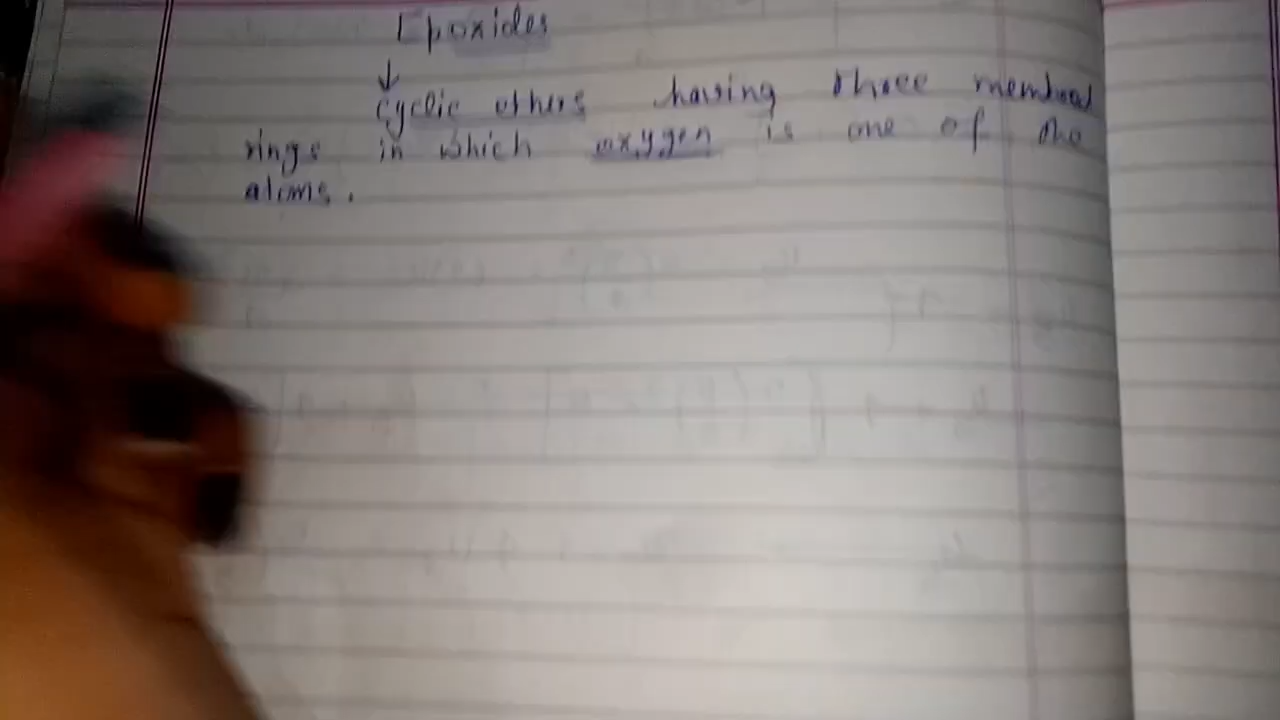 Epoxides
↓
Cyclic ethers having three membered
rings in which oxygen is one of the
atoms.